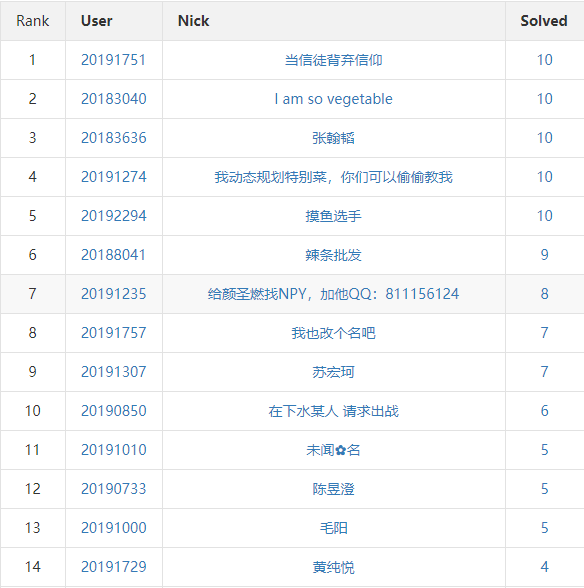 Rank User Nick Solved
1 20191751 当信徒背弃信仰 10
2 20183040 I am so vegetable 10
3 20183636 张翰韬 10
4 20191274 我动态规划特别菜，你们可以偷偷教我 10
5 20192294 摸鱼选手 10
6 20188041 辣条批发 9
7 20191235 给颜圣燃找NPY，加他QQ：811156124 8
8 20191757 我也改个名吧 7
9 20191307 苏宏珂 7
10 20190850 在下水某人 请求出战 6
11 20191010 未闻✿名 5
12 20190733 陈昱澄 5
13 20191000 毛阳 5
14 20191729 黄纯悦 4